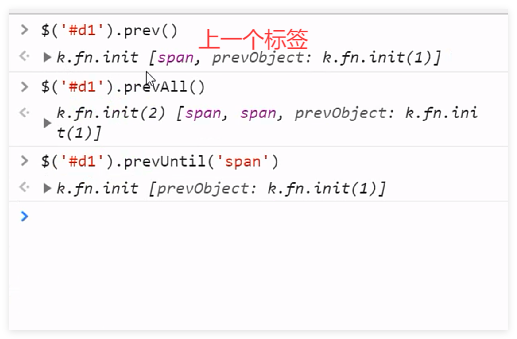 > $('#d1').prev()
上一个标签
k.fn.init [span, prevObject: k.fn.init(1)]
> $('#d1').prevAll()
k.fn.init(2) [span, span, prevObject: k.fn.ini
t(1)]
> $('#d1').prevUntil('span')
k.fn.init [prevObject: k.fn.init(1)]
>